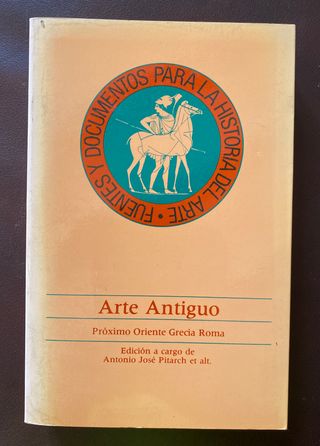 FUENTES Y DOCUMENTOS PARA LA HISTORIA DEL ARTE ·
Arte Antiguo
Próximo Oriente Grecia Roma
Edición a cargo de
Antonio José Pitarch et alt.